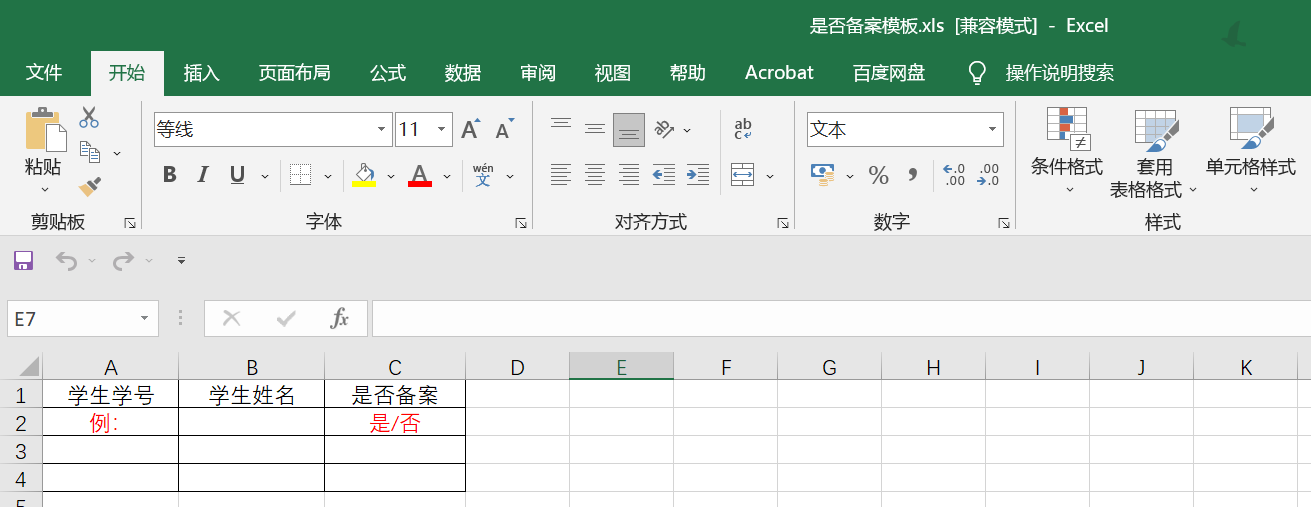 是否备案模板.xls [兼容模式] - Excel
文件 开始 插入 页面布局 公式 数据 审阅 视图 帮助 Acrobat 百度网盘 操作说明搜索
等线 11 A A ab c 文本
粘贴 B I U A wén 文 % , .0 .00 .00 .0 条件格式 套用 表格格式 单元格样式
剪贴板 字体 对齐方式 数字 样式
E7 fx
A B C D E F G H I J K
1 学生学号 学生姓名 是否备案
2 例: 是/否
3
4
5